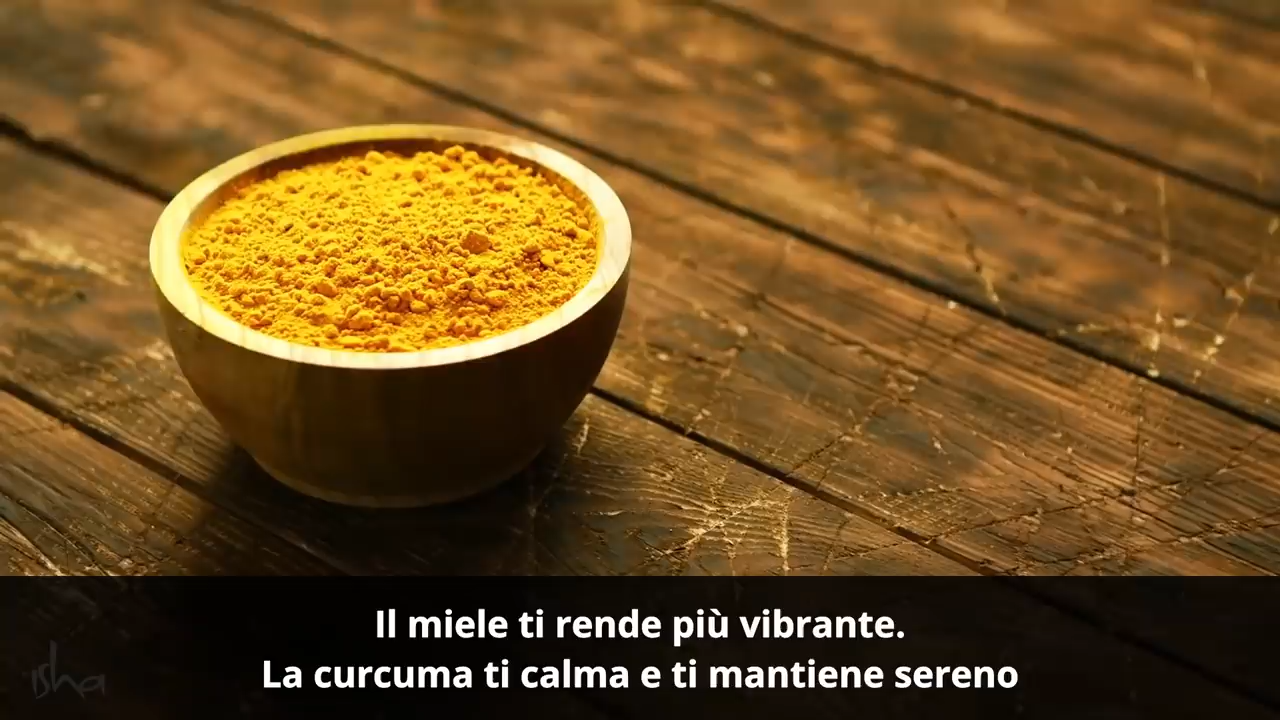 Il miele ti rende più vibrante.
La curcuma ti calma e ti mantiene sereno
isha